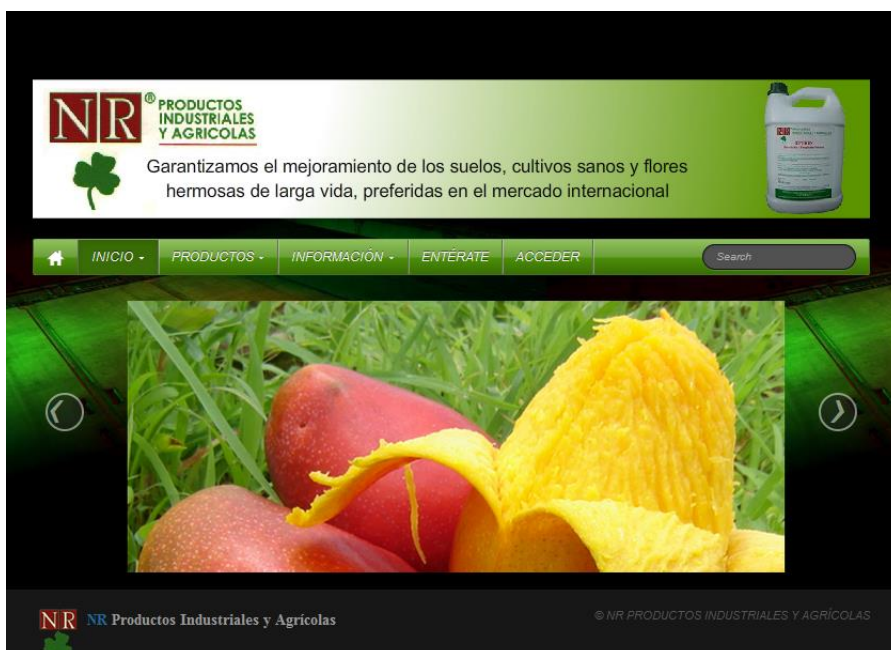 NR® PRODUCTOS
INDUSTRIALES
Y AGRICOLAS
Garantizamos el mejoramiento de los suelos, cultivos sanos y flores
hermosas de larga vida, preferidas en el mercado internacional
INICIO PRODUCTOS INFORMACIÓN ENTÉRATE ACCEDER Search
NR NR Productos Industriales y Agrícolas © NR PRODUCTOS INDUSTRIALES Y AGRÍCOLAS